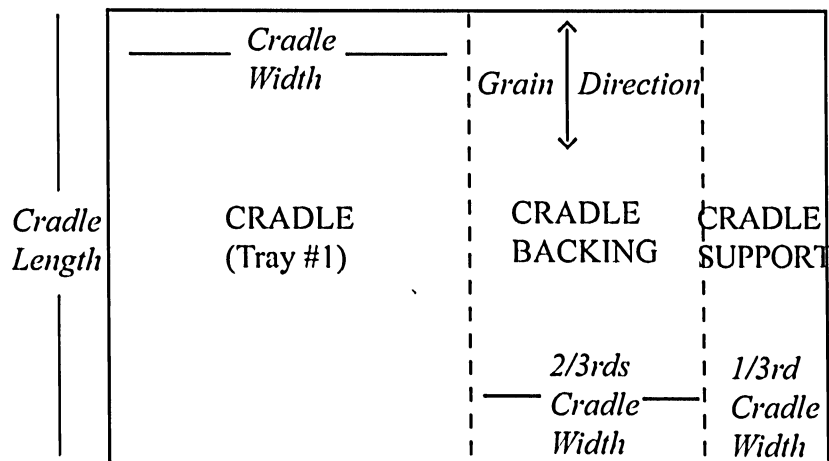 Cradle
Width
Grain Direction
Cradle
Length
CRADLE
(Tray #1)
CRADLE
BACKING
CRADLE
SUPPORT
2/3rds
Cradle
Width
1/3rd
Cradle
Width